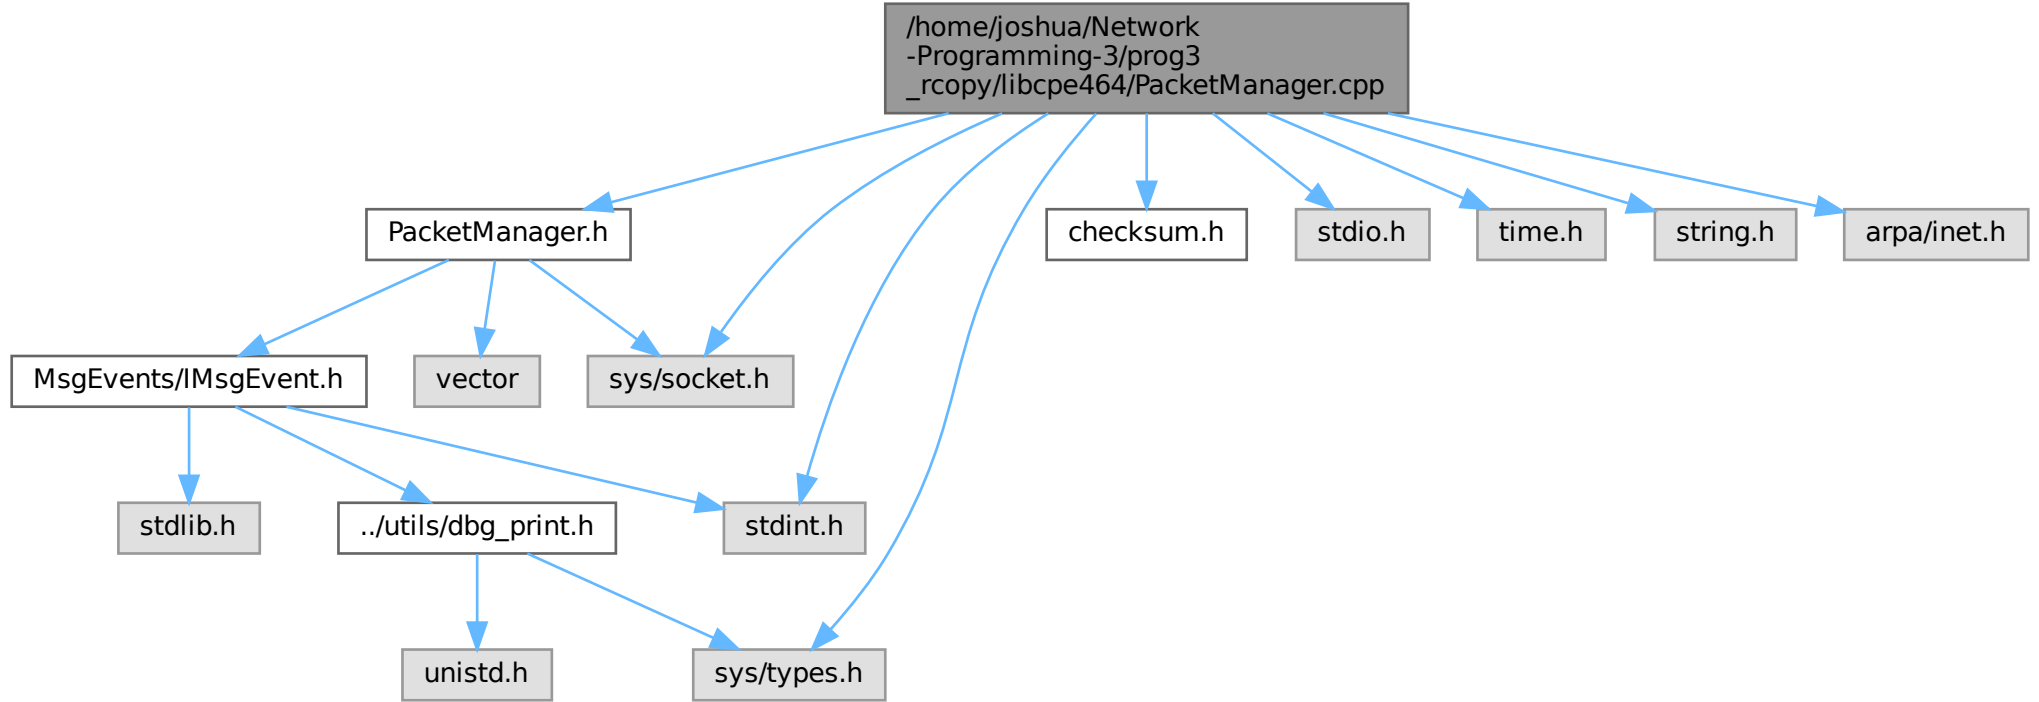 /home/joshua/Network
-Programming-3/prog3
_rcopy/libcpe464/PacketManager.cpp
PacketManager.h
checksum.h
stdio.h
time.h
string.h
arpa/inet.h
MsgEvents/IMsgEvent.h
vector
sys/socket.h
stdlib.h
../utils/dbg_print.h
stdint.h
unistd.h
sys/types.h